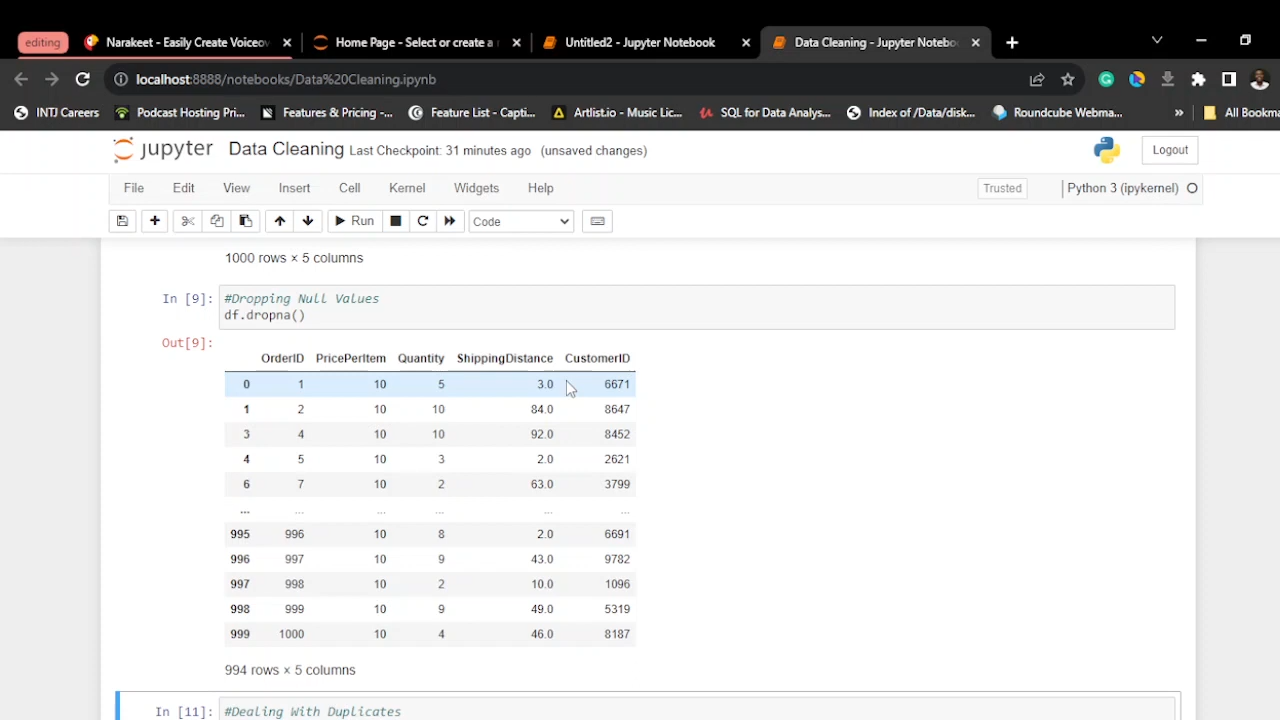 editing
Narakeet - Easily Create Voiceov
Home Page - Select or create a n
Untitled2 - Jupyter Notebook
Data Cleaning - Jupyter Notebo
localhost:8888/notebooks/Data%20Cleaning.ipynb
INTJ Careers
Podcast Hosting Pri...
Features & Pricing -...
Feature List - Capti...
Artlist.io - Music Lic...
SQL for Data Analys...
Index of /Data/disk...
Roundcube Webma...
»
All Bookma
jupyter Data Cleaning Last Checkpoint: 31 minutes ago (unsaved changes)
Logout
File Edit View Insert Cell Kernel Widgets Help
Trusted
Python 3 (ipykernel)
Run
Code
1000 rows × 5 columns
In [9]: #Dropping Null Values
df.dropna()
Out[9]:
OrderID PricePerItem Quantity ShippingDistance CustomerID
0 1 10 5 3.0 6671
1 2 10 10 84.0 8647
3 4 10 10 92.0 8452
4 5 10 3 2.0 2621
6 7 10 2 63.0 3799
... ... ... ... ... ...
995 996 10 8 2.0 6691
996 997 10 9 43.0 9782
997 998 10 2 10.0 1096
998 999 10 9 49.0 5319
999 1000 10 4 46.0 8187
994 rows × 5 columns
In [11]: #Dealing With Duplicates